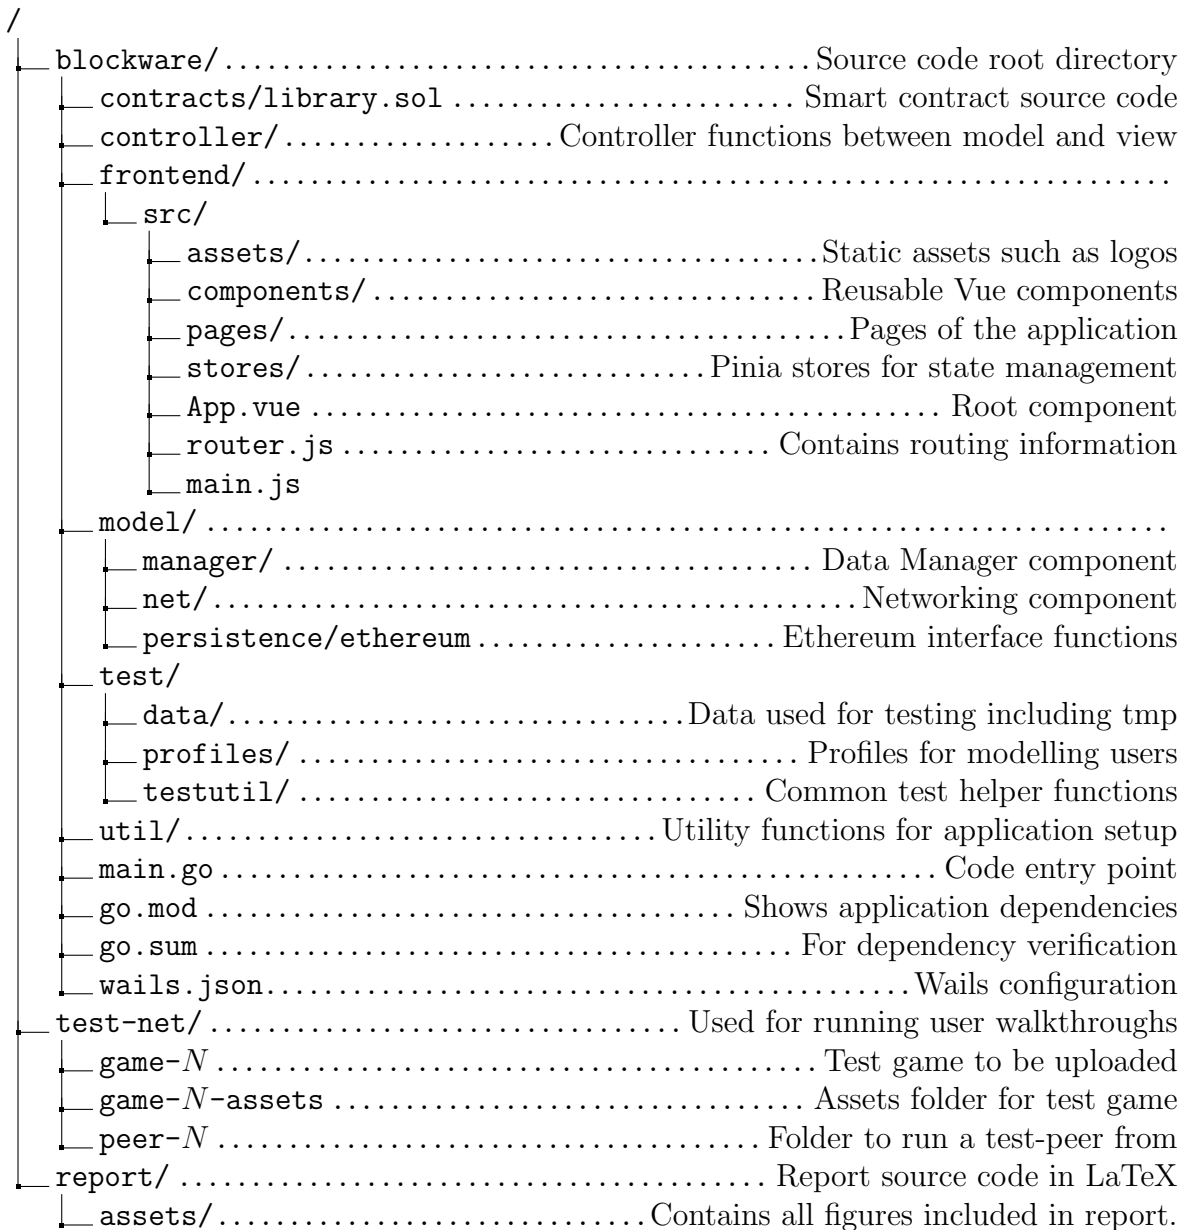 /
blockware/ ........................................ Source code root directory
contracts/library.sol ........................ Smart contract source code
controller/ ................... Controller functions between model and view
frontend/ ................................................................
src/
assets/ .................................... Static assets such as logos
components/ ............................... Reusable Vue components
pages/ ....................................... Pages of the application
stores/ ............................ Pinia stores for state management
App.vue ............................................ Root component
router.js .............................. Contains routing information
main.js
model/ ...................................................................
manager/ ..................................... Data Manager component
net/ ............................................. Networking component
persistence/ethereum ..................... Ethereum interface functions
test/
data/ ................................ Data used for testing including tmp
profiles/ ................................... Profiles for modelling users
testutil/ ................................ Common test helper functions
util/ ................................. Utility functions for application setup
main.go .................................................. Code entry point
go.mod ..................................... Shows application dependencies
go.sum ......................................... For dependency verification
wails.json ............................................. Wails configuration
test-net/ ................................. Used for running user walkthroughs
game-N .......................................... Test game to be uploaded
game-N-assets ................................. Assets folder for test game
peer-N ...................................... Folder to run a test-peer from
report/ ......................................... Report source code in LaTeX
assets/ .............................. Contains all figures included in report.